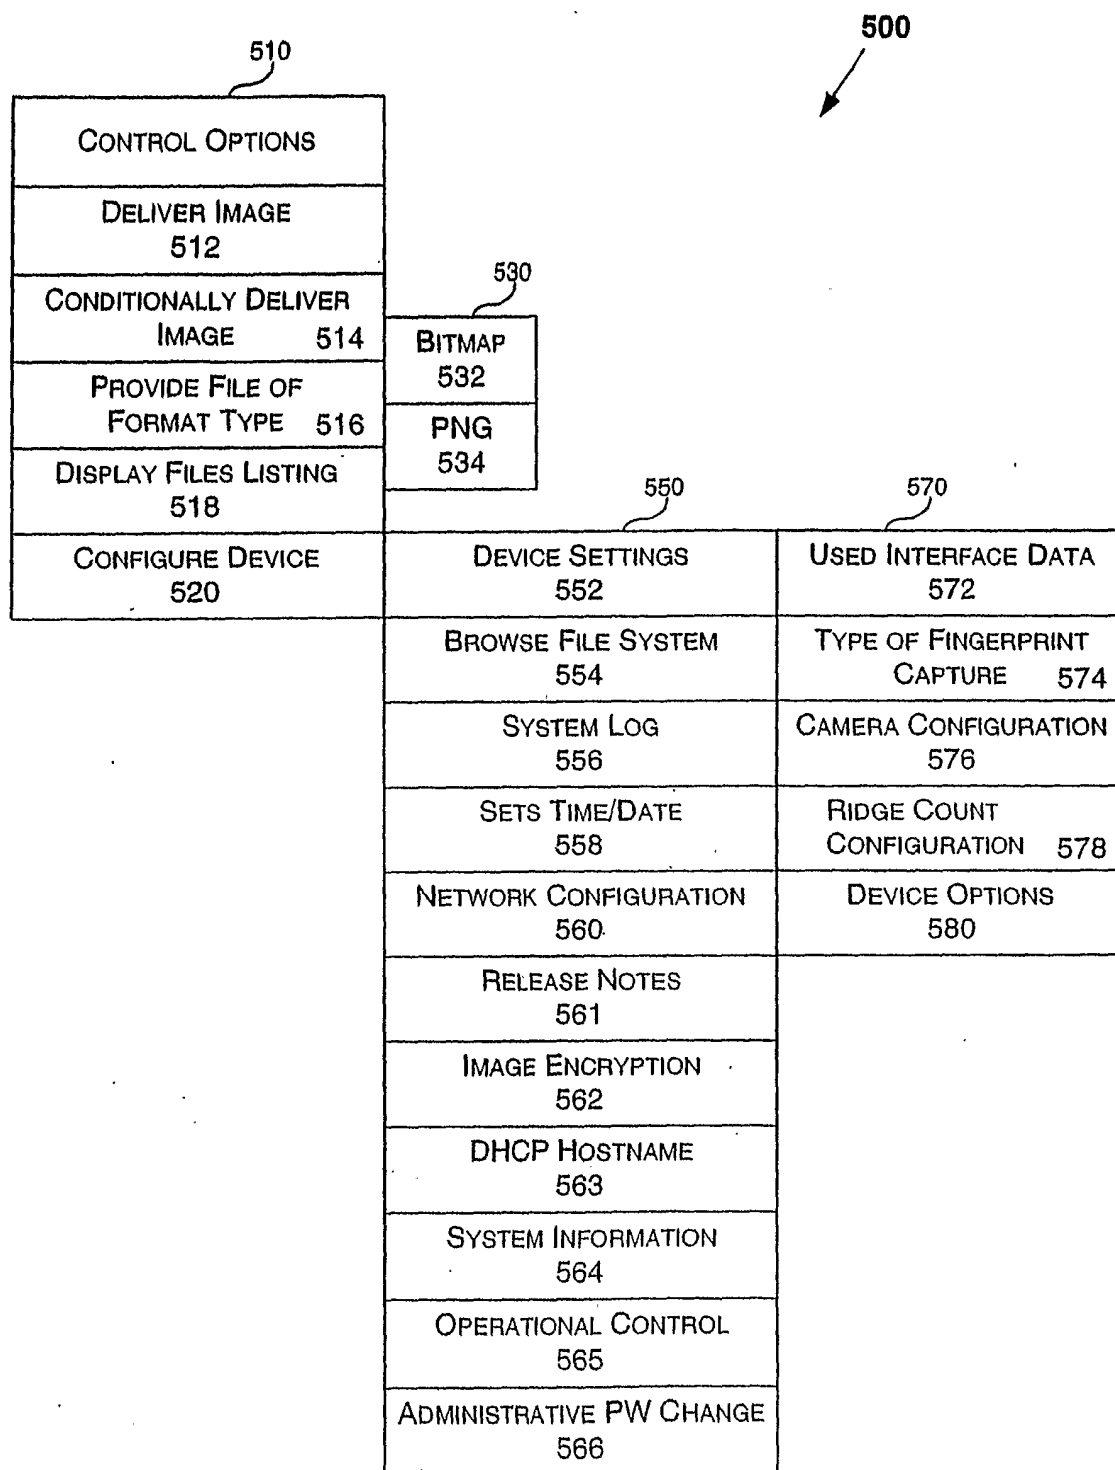 500
510
CONTROL OPTIONS
DELIVER IMAGE
512
CONDITIONALLY DELIVER
IMAGE 514
PROVIDE FILE OF
FORMAT TYPE 516
DISPLAY FILES LISTING
518
CONFIGURE DEVICE
520
530
BITMAP
532
PNG
534
550
DEVICE SETTINGS
552
BROWSE FILE SYSTEM
554
SYSTEM LOG
556
SETS TIME/DATE
558
NETWORK CONFIGURATION
560
RELEASE NOTES
561
IMAGE ENCRYPTION
562
DHCP HOSTNAME
563
SYSTEM INFORMATION
564
OPERATIONAL CONTROL
565
ADMINISTRATIVE PW CHANGE
566
570
USED INTERFACE DATA
572
TYPE OF FINGERPRINT
CAPTURE 574
CAMERA CONFIGURATION
576
RIDGE COUNT
CONFIGURATION 578
DEVICE OPTIONS
580